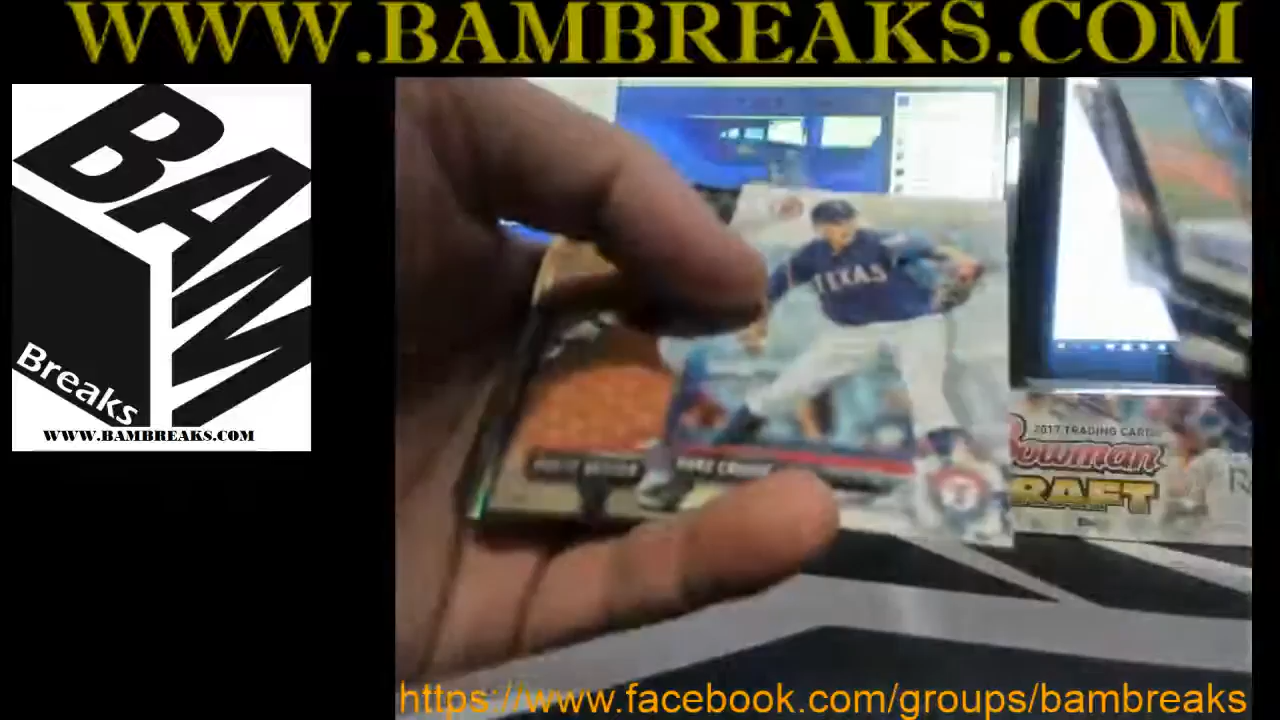 WWW.BAMBREAKS.COM
BAM
Breaks
WWW.BAMBREAKS.COM
TEXAS
2017 TRADING CARDS
Bowman
DRAFT
https://www.facebook.com/groups/bambreaks